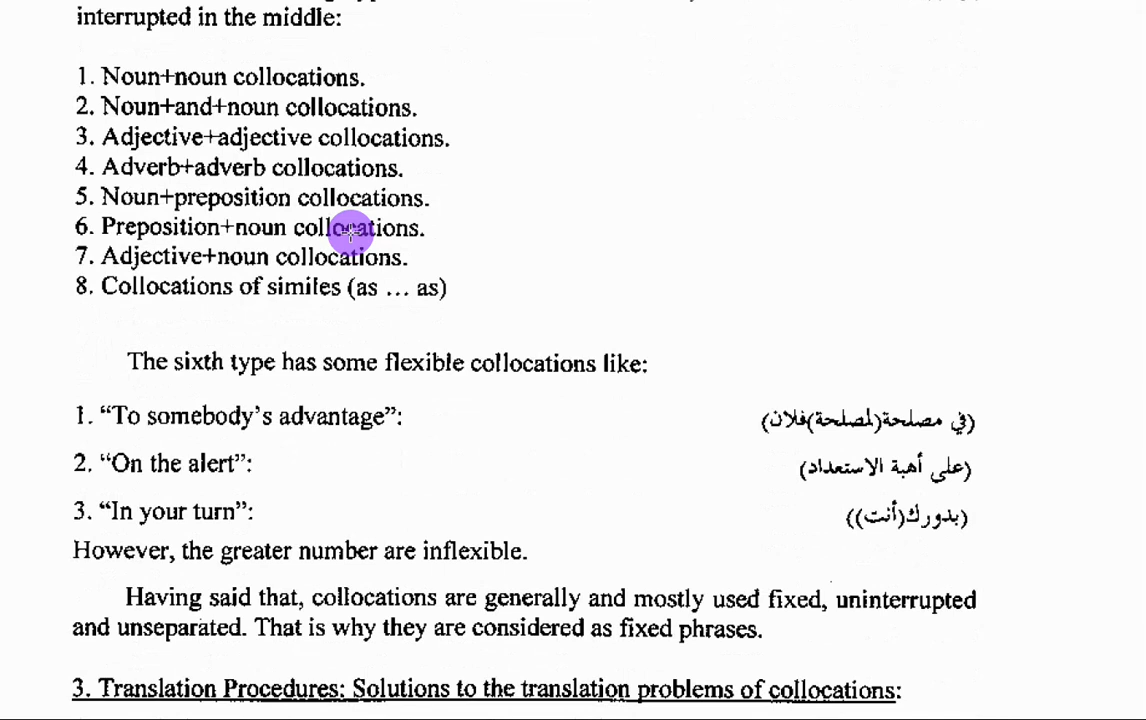 interrupted in the middle:
1. Noun+noun collocations.
2. Noun+and+noun collocations.
3. Adjective+adjective collocations.
4. Adverb+adverb collocations.
5. Noun+preposition collocations.
6. Preposition+noun collocations.
7. Adjective+noun collocations.
8. Collocations of similes (as ... as)
The sixth type has some flexible collocations like:
1. “To somebody’s advantage”: (في مصلحة(لمصلحة)فلان)
2. “On the alert”: (على أهبة الاستعداد)
3. “In your turn”: (بدورك(أنت))
However, the greater number are inflexible.
Having said that, collocations are generally and mostly used fixed, uninterrupted
and unseparated. That is why they are considered as fixed phrases.
3. Translation Procedures: Solutions to the translation problems of collocations: